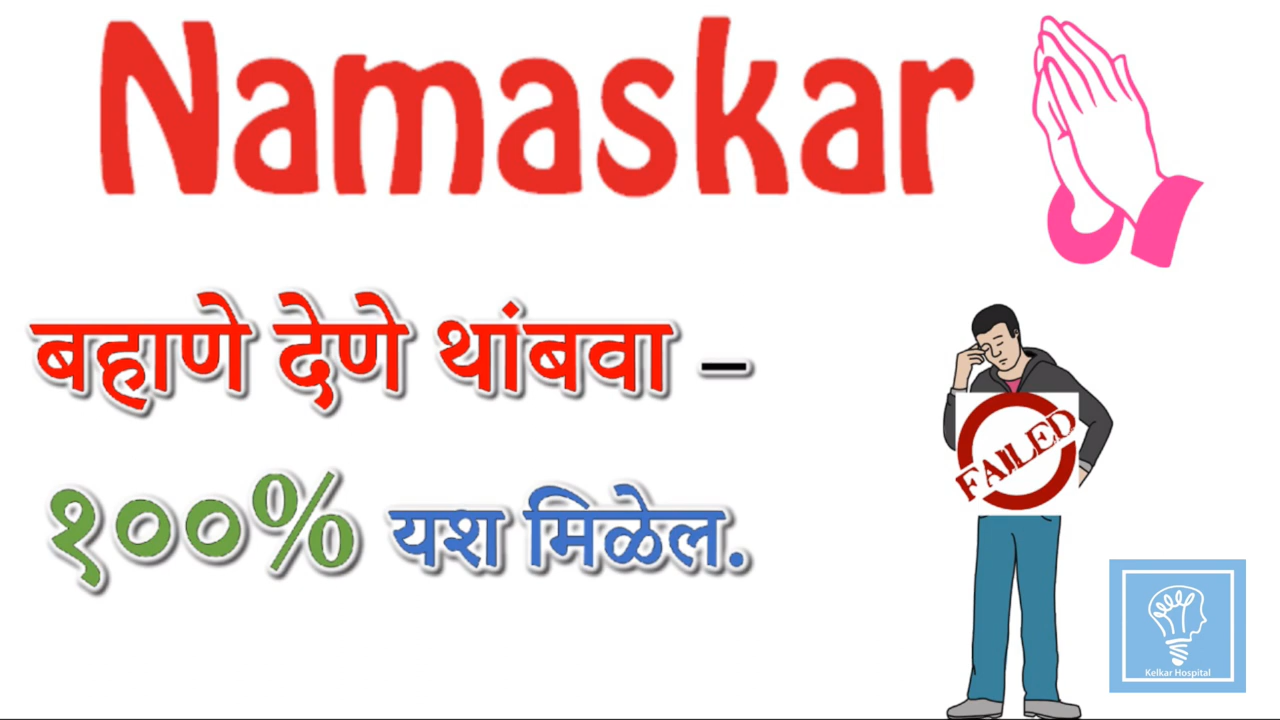 Namaskar
बहाणे देणे थांबवा –
१००% यश मिळेल.
FAILED
Kelkar Hospital